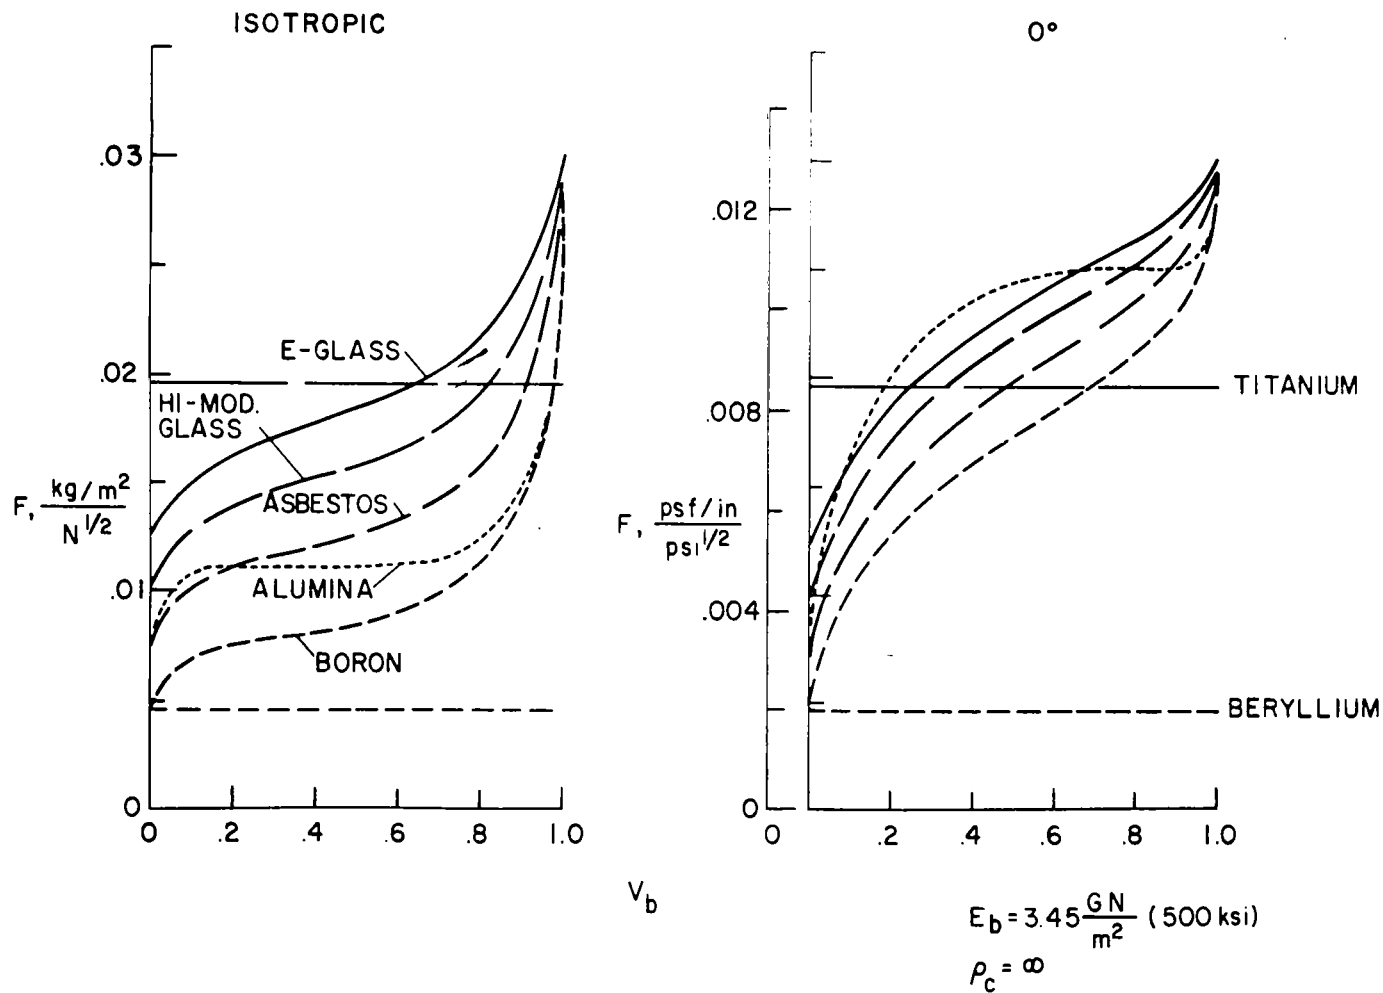 ISOTROPIC
0°
.03
.012
E-GLASS
.02
TITANIUM
HI-MOD.
GLASS
.008
F, kg/m²
N^1/2
ASBESTOS
F, psf/in
psi^1/2
.01
ALUMINA
.004
BORON
BERYLLIUM
0
0
0 .2 .4 .6 .8 1.0
0 .2 .4 .6 .8 1.0
V_b
E_b = 3.45 GN/m² (500 ksi)
ρ_c = ∞